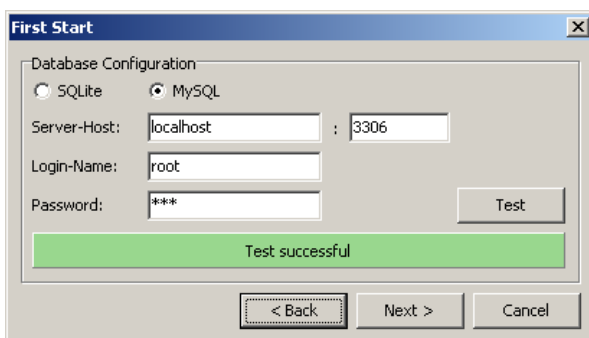 First Start
Database Configuration
SQLite MySQL
Server-Host: localhost : 3306
Login-Name: root
Password: *** Test
Test successful
< Back Next > Cancel